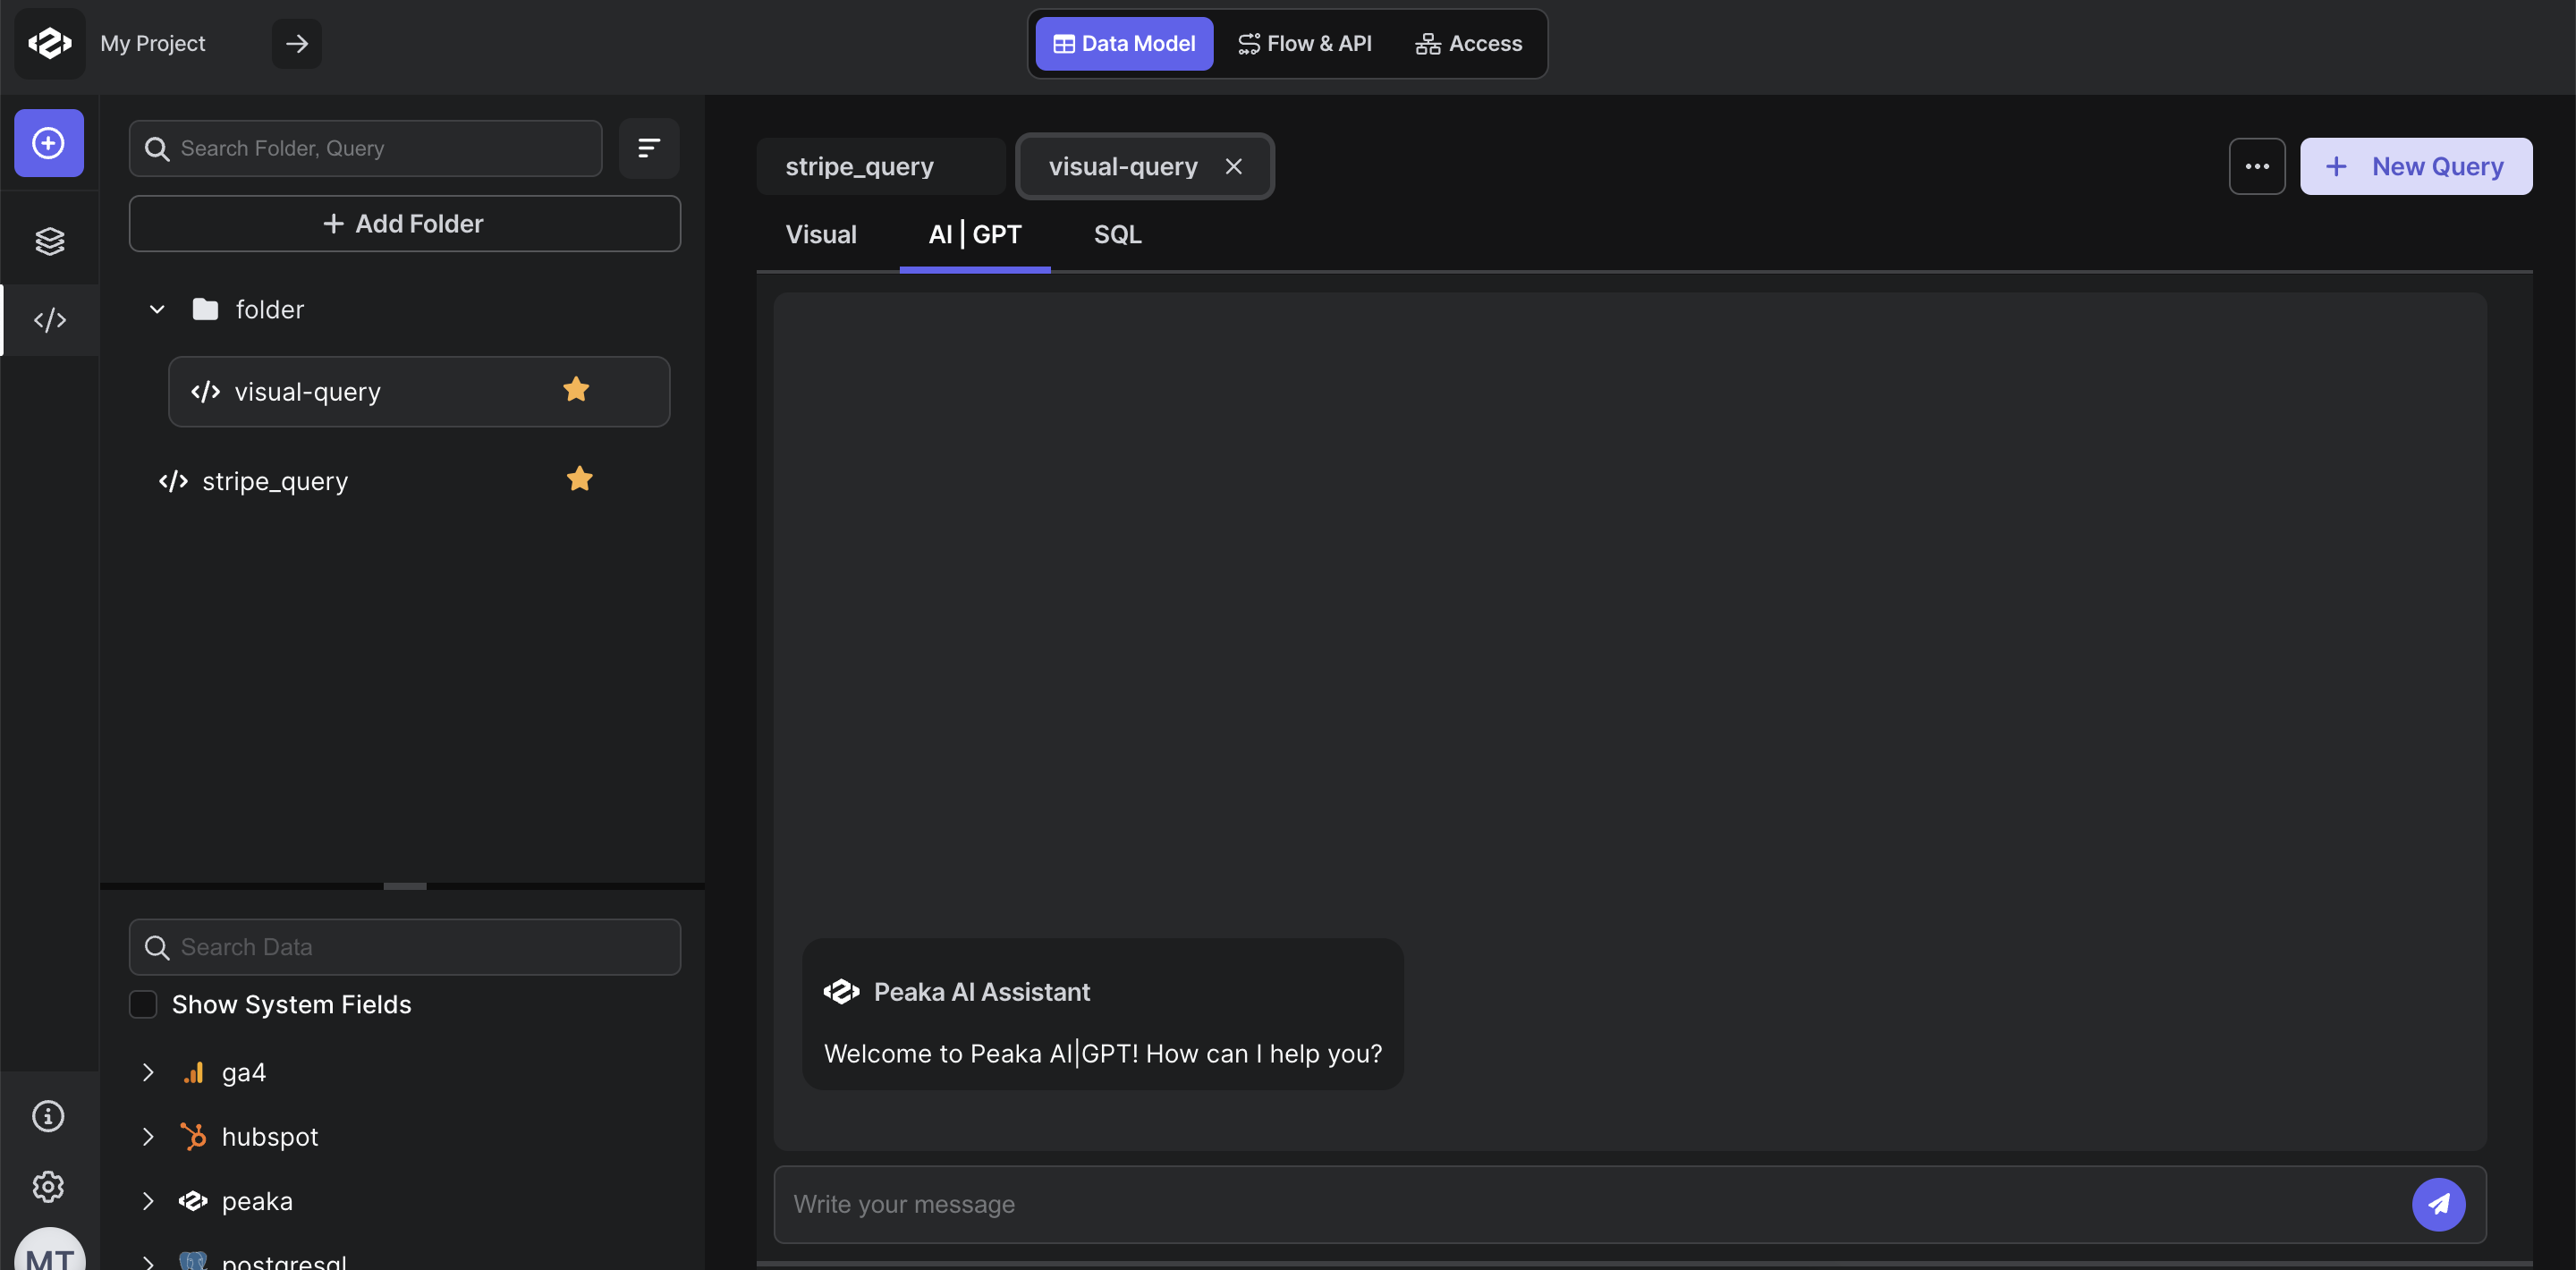 My Project
Data Model
Flow & API
Access
Search Folder, Query
+ Add Folder
folder
visual-query
stripe_query
Search Data
Show System Fields
ga4
hubspot
peaka
postgresql
MT
stripe_query
visual-query
+ New Query
Visual
AI | GPT
SQL
Peaka AI Assistant
Welcome to Peaka AI|GPT! How can I help you?
Write your message